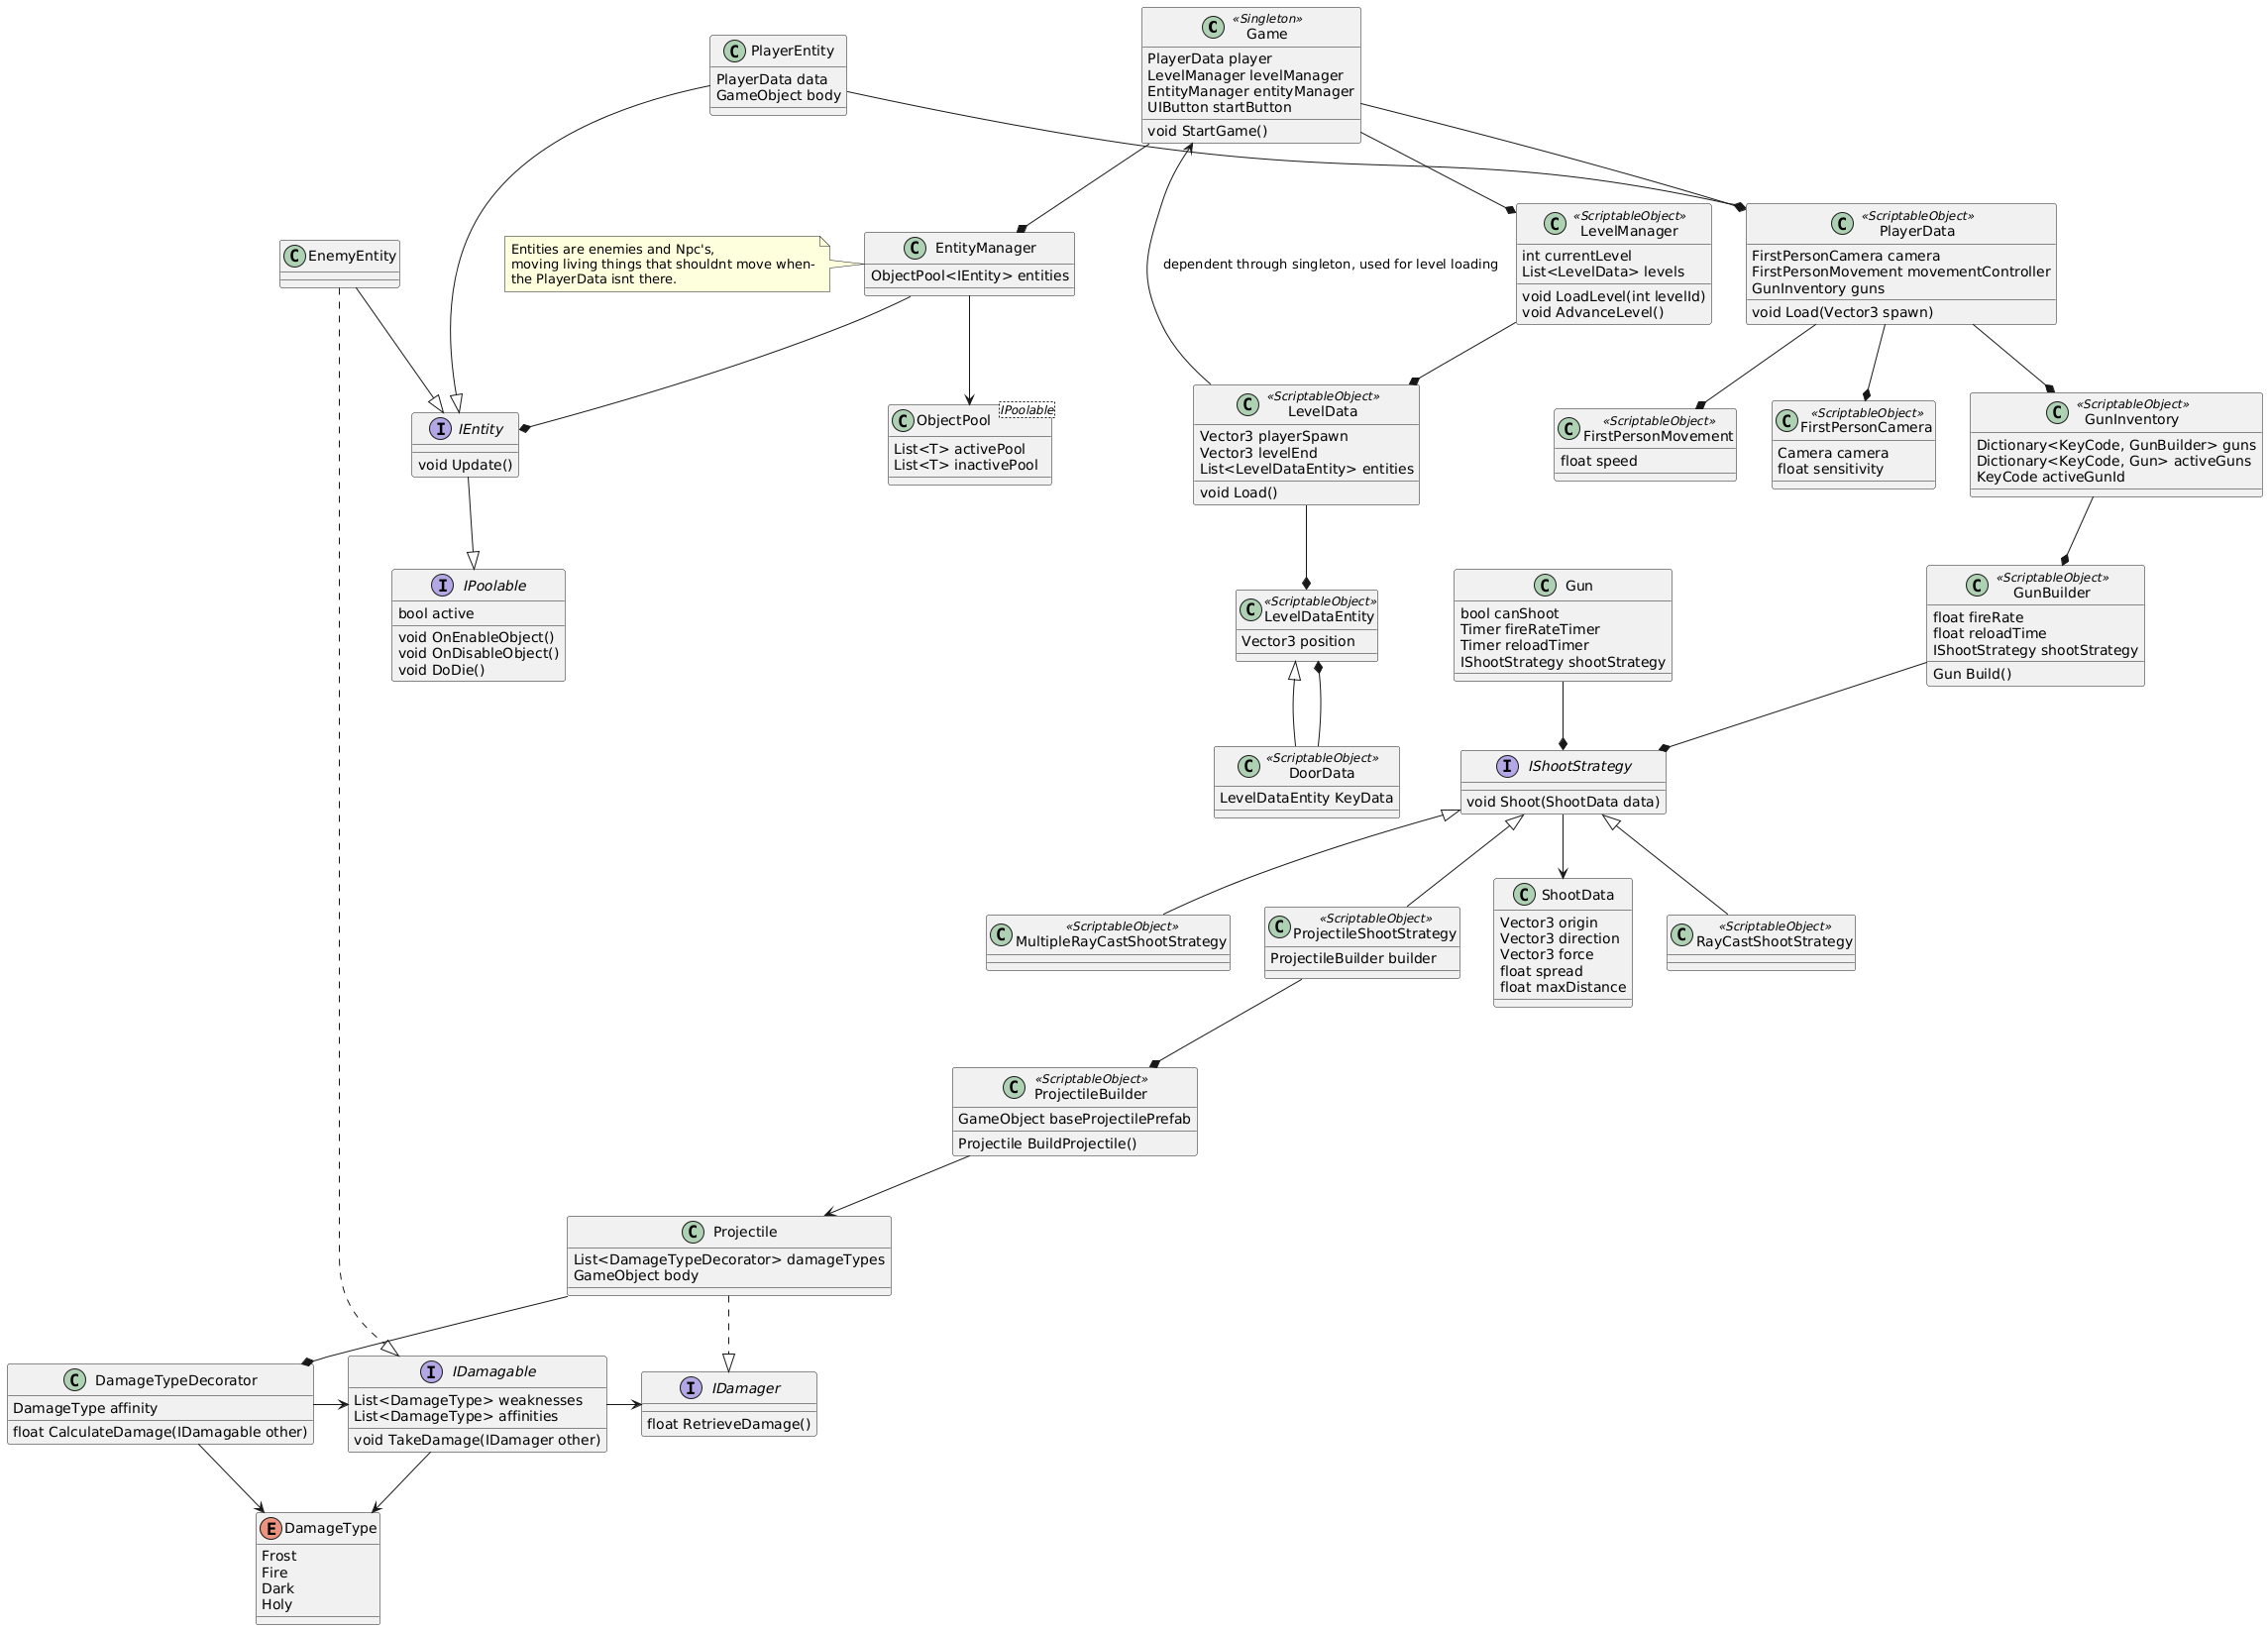 «Singleton»
C Game
PlayerData player
LevelManager levelManager
EntityManager entityManager
UIButton startButton
void StartGame()
C PlayerEntity
PlayerData data
GameObject body
C EnemyEntity
Entities are enemies and Npc's,
moving living things that shouldnt move when-
the PlayerData isnt there.
C EntityManager
ObjectPool<IEntity> entities
dependent through singleton, used for level loading
«ScriptableObject»
C LevelManager
int currentLevel
List<LevelData> levels
void LoadLevel(int levelId)
void AdvanceLevel()
«ScriptableObject»
C PlayerData
FirstPersonCamera camera
FirstPersonMovement movementController
GunInventory guns
void Load(Vector3 spawn)
I IEntity
void Update()
C ObjectPool
IPoolable
List<T> activePool
List<T> inactivePool
«ScriptableObject»
C LevelData
Vector3 playerSpawn
Vector3 levelEnd
List<LevelDataEntity> entities
void Load()
«ScriptableObject»
C FirstPersonMovement
float speed
«ScriptableObject»
C FirstPersonCamera
Camera camera
float sensitivity
«ScriptableObject»
C GunInventory
Dictionary<KeyCode, GunBuilder> guns
Dictionary<KeyCode, Gun> activeGuns
KeyCode activeGunId
I IPoolable
bool active
void OnEnableObject()
void OnDisableObject()
void DoDie()
«ScriptableObject»
C LevelDataEntity
Vector3 position
C Gun
bool canShoot
Timer fireRateTimer
Timer reloadTimer
IShootStrategy shootStrategy
«ScriptableObject»
C GunBuilder
float fireRate
float reloadTime
IShootStrategy shootStrategy
Gun Build()
«ScriptableObject»
C DoorData
LevelDataEntity KeyData
I IShootStrategy
void Shoot(ShootData data)
«ScriptableObject»
C MultipleRayCastShootStrategy
«ScriptableObject»
C ProjectileShootStrategy
ProjectileBuilder builder
C ShootData
Vector3 origin
Vector3 direction
Vector3 force
float spread
float maxDistance
«ScriptableObject»
C RayCastShootStrategy
«ScriptableObject»
C ProjectileBuilder
GameObject baseProjectilePrefab
Projectile BuildProjectile()
C Projectile
List<DamageTypeDecorator> damageTypes
GameObject body
C DamageTypeDecorator
DamageType affinity
float CalculateDamage(IDamagable other)
I IDamagable
List<DamageType> weaknesses
List<DamageType> affinities
void TakeDamage(IDamager other)
I IDamager
float RetrieveDamage()
E DamageType
Frost
Fire
Dark
Holy